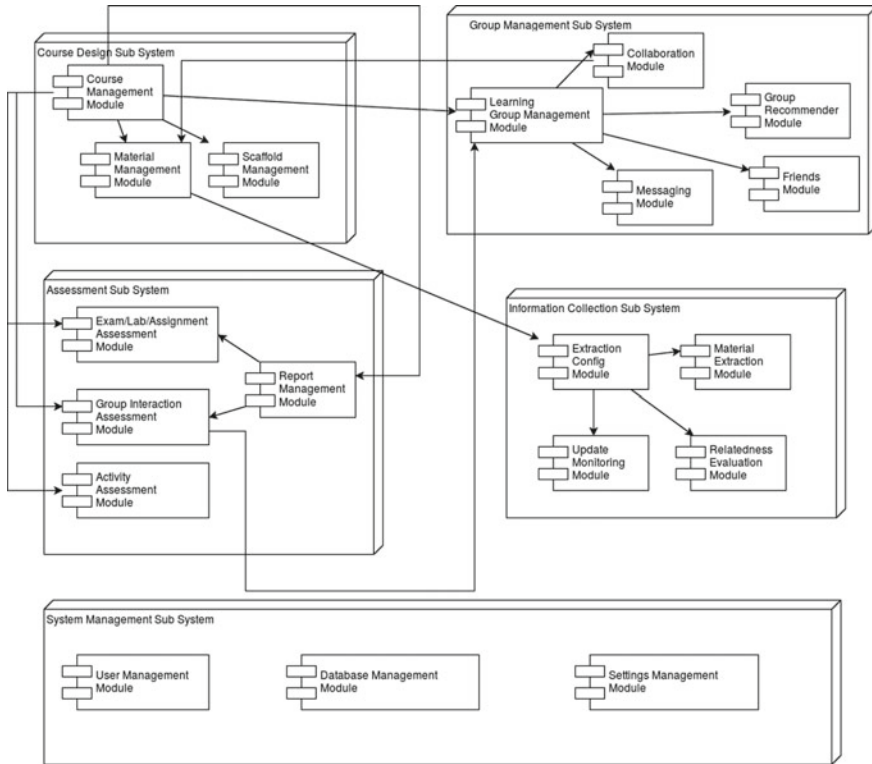 Course Design Sub System
Course
Management
Module
Material
Management
Module
Scaffold
Management
Module
Group Management Sub System
Collaboration
Module
Learning
Group Management
Module
Group
Recommender
Module
Messaging
Module
Friends
Module
Assessment Sub System
Exam/Lab/Assignment
Assessment
Module
Report
Management
Module
Group Interaction
Assessment
Module
Activity
Assessment
Module
Information Collection Sub System
Extraction
Config
Module
Material
Extraction
Module
Update
Monitoring
Module
Relatedness
Evaluation
Module
System Management Sub System
User Management
Module
Database Management
Module
Settings Management
Module